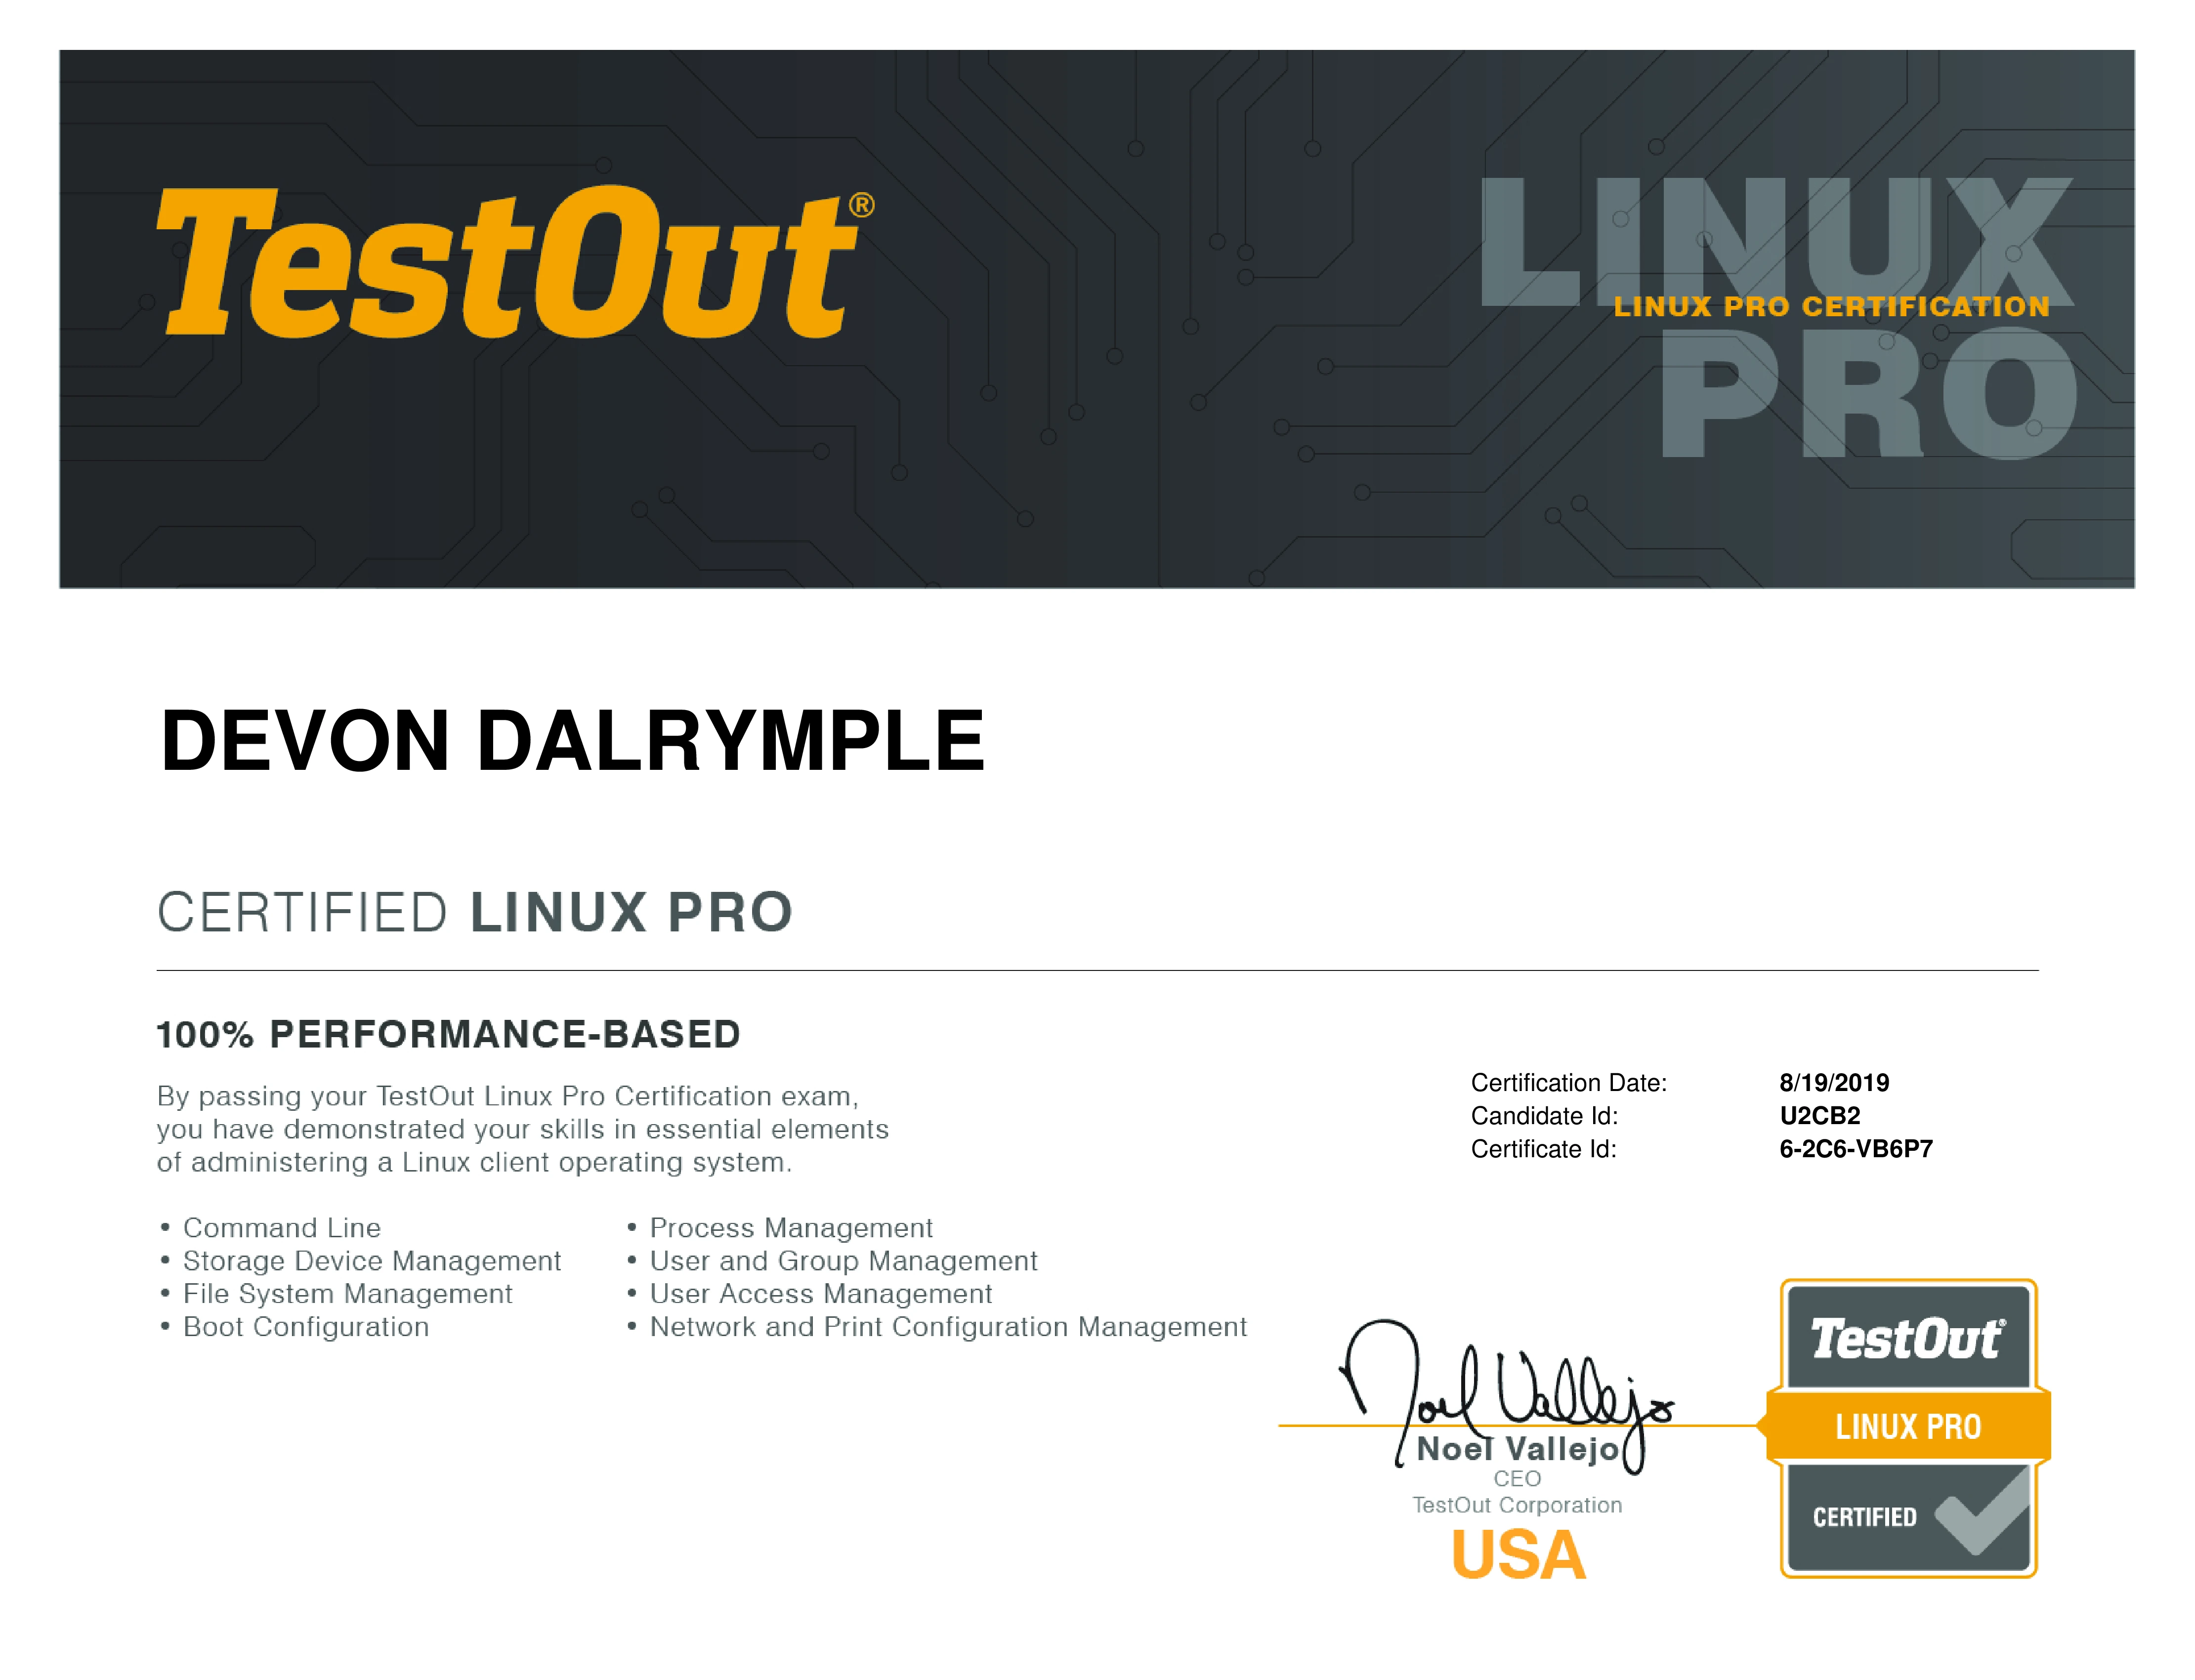 TestOut®
LINUX
LINUX PRO CERTIFICATION
PRO
DEVON DALRYMPLE
CERTIFIED LINUX PRO
100% PERFORMANCE-BASED
By passing your TestOut Linux Pro Certification exam,
you have demonstrated your skills in essential elements
of administering a Linux client operating system.
Certification Date: 8/19/2019
Candidate Id: U2CB2
Certificate Id: 6-2C6-VB6P7
• Command Line
• Storage Device Management
• File System Management
• Boot Configuration
• Process Management
• User and Group Management
• User Access Management
• Network and Print Configuration Management
Noel Vallejo
Noel Vallejo
CEO
TestOut Corporation
USA
TestOut®
LINUX PRO
CERTIFIED